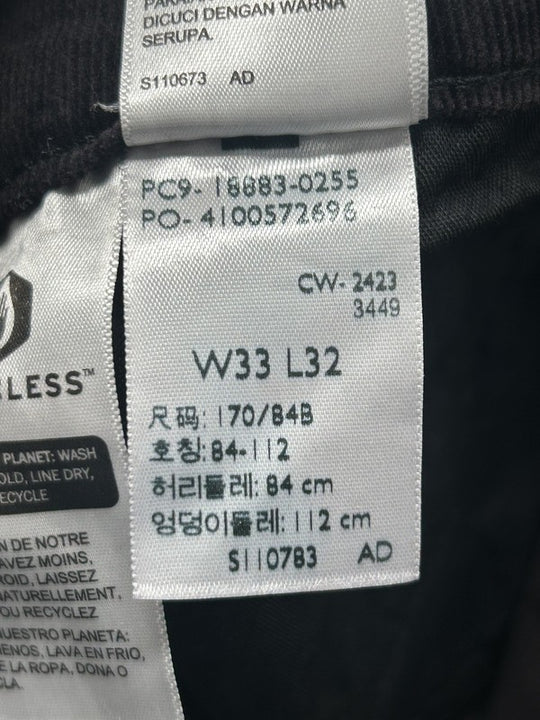 DICUCI DENGAN WARNA
SERUPA.
S110673 AD
PC9- 18883-0255
PO- 4100572696
CW- 2423
3449
W33 L32
尺码: 170/84B
호칭: 84-112
허리둘레: 84 cm
엉덩이둘레: 112 cm
S110783 AD
LESS™
PLANET: WASH
OLD, LINE DRY,
ECYCLE
N DE NOTRE
AVEZ MOINS,
ROID, LAISSEZ
NATURELLEMENT,
OU RECYCLEZ
NUESTRO PLANETA:
MENOS, LAVA EN FRIO,
E LA ROPA, DONA O
CLA.